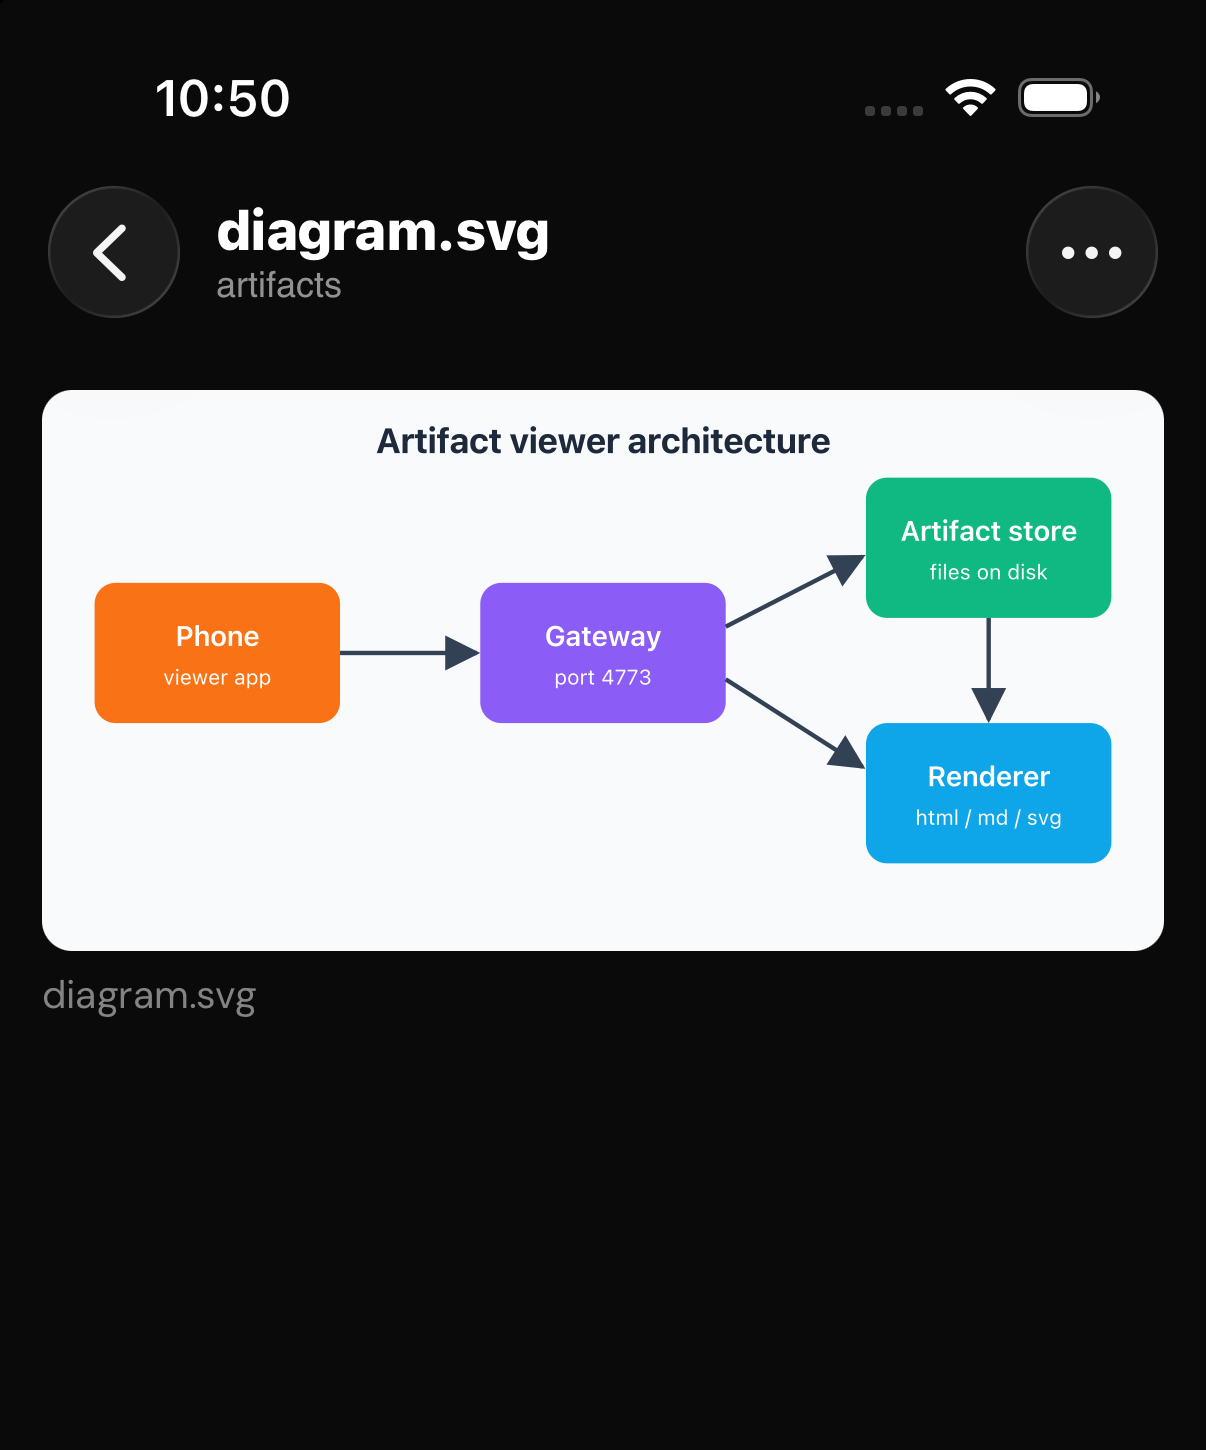 10:50
diagram.svg
artifacts
Artifact viewer architecture
Artifact store
files on disk
Phone
viewer app
Gateway
port 4773
Renderer
html / md / svg
diagram.svg